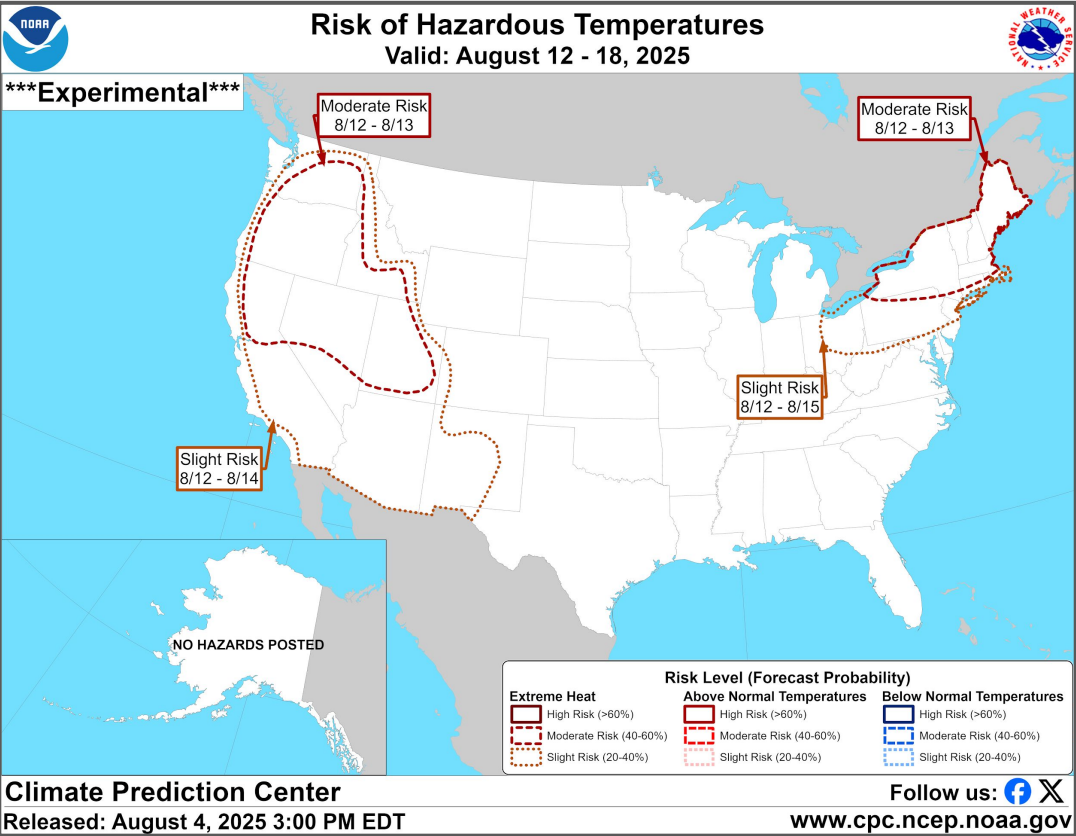 NOAA
Risk of Hazardous Temperatures
Valid: August 12 - 18, 2025
NATIONAL WEATHER SERVICE
***Experimental***
Moderate Risk
8/12 - 8/13
Moderate Risk
8/12 - 8/13
Slight Risk
8/12 - 8/15
Slight Risk
8/12 - 8/14
NO HAZARDS POSTED
Risk Level (Forecast Probability)
Extreme Heat
High Risk (>60%)
Moderate Risk (40-60%)
Slight Risk (20-40%)
Above Normal Temperatures
High Risk (>60%)
Moderate Risk (40-60%)
Slight Risk (20-40%)
Below Normal Temperatures
High Risk (>60%)
Moderate Risk (40-60%)
Slight Risk (20-40%)
Climate Prediction Center
Follow us:
Released: August 4, 2025 3:00 PM EDT
www.cpc.ncep.noaa.gov